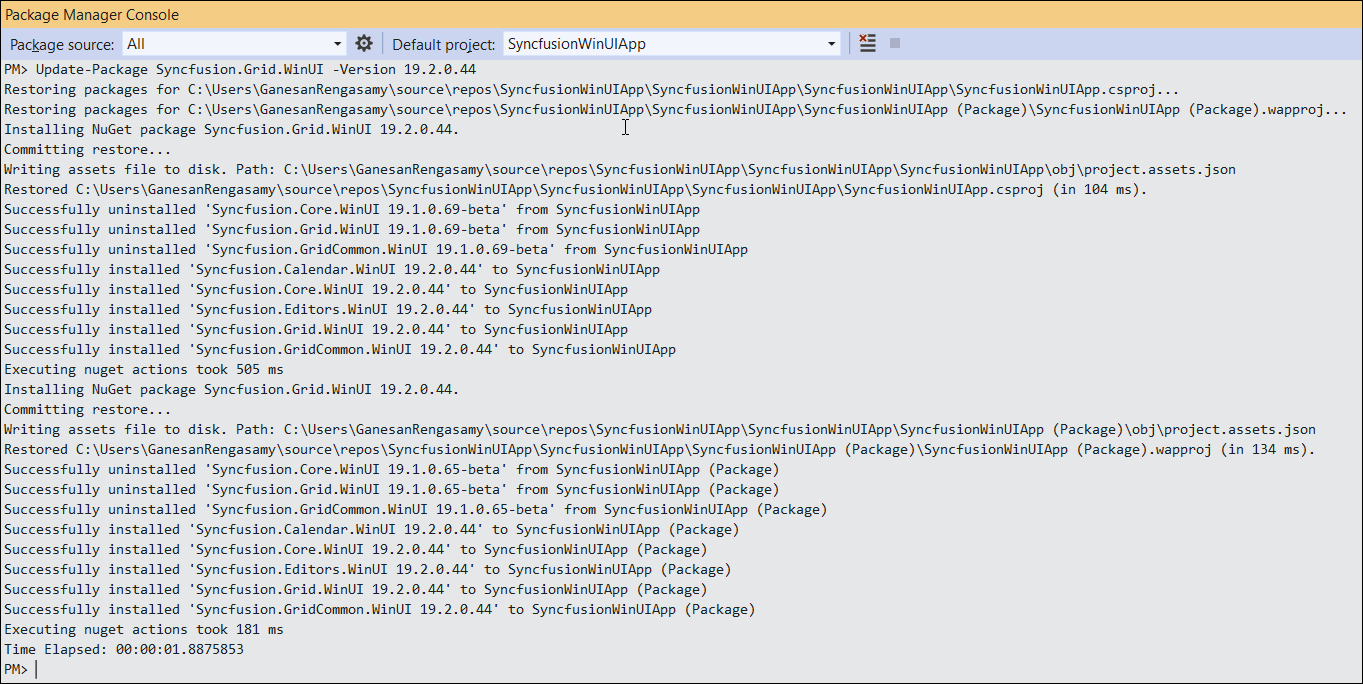 Package Manager Console
Package source: All Default project: SyncfusionWinUIApp
PM> Update-Package Syncfusion.Grid.WinUI -Version 19.2.0.44
Restoring packages for C:\Users\GanesanRengasamy\source\repos\SyncfusionWinUIApp\SyncfusionWinUIApp\SyncfusionWinUIApp\SyncfusionWinUIApp.csproj...
Restoring packages for C:\Users\GanesanRengasamy\source\repos\SyncfusionWinUIApp\SyncfusionWinUIApp\SyncfusionWinUIApp (Package)\SyncfusionWinUIApp (Package).wapproj...
Installing NuGet package Syncfusion.Grid.WinUI 19.2.0.44.
Committing restore...
Writing assets file to disk. Path: C:\Users\GanesanRengasamy\source\repos\SyncfusionWinUIApp\SyncfusionWinUIApp\SyncfusionWinUIApp\obj\project.assets.json
Restored C:\Users\GanesanRengasamy\source\repos\SyncfusionWinUIApp\SyncfusionWinUIApp\SyncfusionWinUIApp\SyncfusionWinUIApp.csproj (in 104 ms).
Successfully uninstalled 'Syncfusion.Core.WinUI 19.1.0.69-beta' from SyncfusionWinUIApp
Successfully uninstalled 'Syncfusion.Grid.WinUI 19.1.0.69-beta' from SyncfusionWinUIApp
Successfully uninstalled 'Syncfusion.GridCommon.WinUI 19.1.0.69-beta' from SyncfusionWinUIApp
Successfully installed 'Syncfusion.Calendar.WinUI 19.2.0.44' to SyncfusionWinUIApp
Successfully installed 'Syncfusion.Core.WinUI 19.2.0.44' to SyncfusionWinUIApp
Successfully installed 'Syncfusion.Editors.WinUI 19.2.0.44' to SyncfusionWinUIApp
Successfully installed 'Syncfusion.Grid.WinUI 19.2.0.44' to SyncfusionWinUIApp
Successfully installed 'Syncfusion.GridCommon.WinUI 19.2.0.44' to SyncfusionWinUIApp
Executing nuget actions took 505 ms
Installing NuGet package Syncfusion.Grid.WinUI 19.2.0.44.
Committing restore...
Writing assets file to disk. Path: C:\Users\GanesanRengasamy\source\repos\SyncfusionWinUIApp\SyncfusionWinUIApp\SyncfusionWinUIApp (Package)\obj\project.assets.json
Restored C:\Users\GanesanRengasamy\source\repos\SyncfusionWinUIApp\SyncfusionWinUIApp\SyncfusionWinUIApp (Package)\SyncfusionWinUIApp (Package).wapproj (in 134 ms).
Successfully uninstalled 'Syncfusion.Core.WinUI 19.1.0.65-beta' from SyncfusionWinUIApp (Package)
Successfully uninstalled 'Syncfusion.Grid.WinUI 19.1.0.65-beta' from SyncfusionWinUIApp (Package)
Successfully uninstalled 'Syncfusion.GridCommon.WinUI 19.1.0.65-beta' from SyncfusionWinUIApp (Package)
Successfully installed 'Syncfusion.Calendar.WinUI 19.2.0.44' to SyncfusionWinUIApp (Package)
Successfully installed 'Syncfusion.Core.WinUI 19.2.0.44' to SyncfusionWinUIApp (Package)
Successfully installed 'Syncfusion.Editors.WinUI 19.2.0.44' to SyncfusionWinUIApp (Package)
Successfully installed 'Syncfusion.Grid.WinUI 19.2.0.44' to SyncfusionWinUIApp (Package)
Successfully installed 'Syncfusion.GridCommon.WinUI 19.2.0.44' to SyncfusionWinUIApp (Package)
Executing nuget actions took 181 ms
Time Elapsed: 00:00:01.8875853
PM>